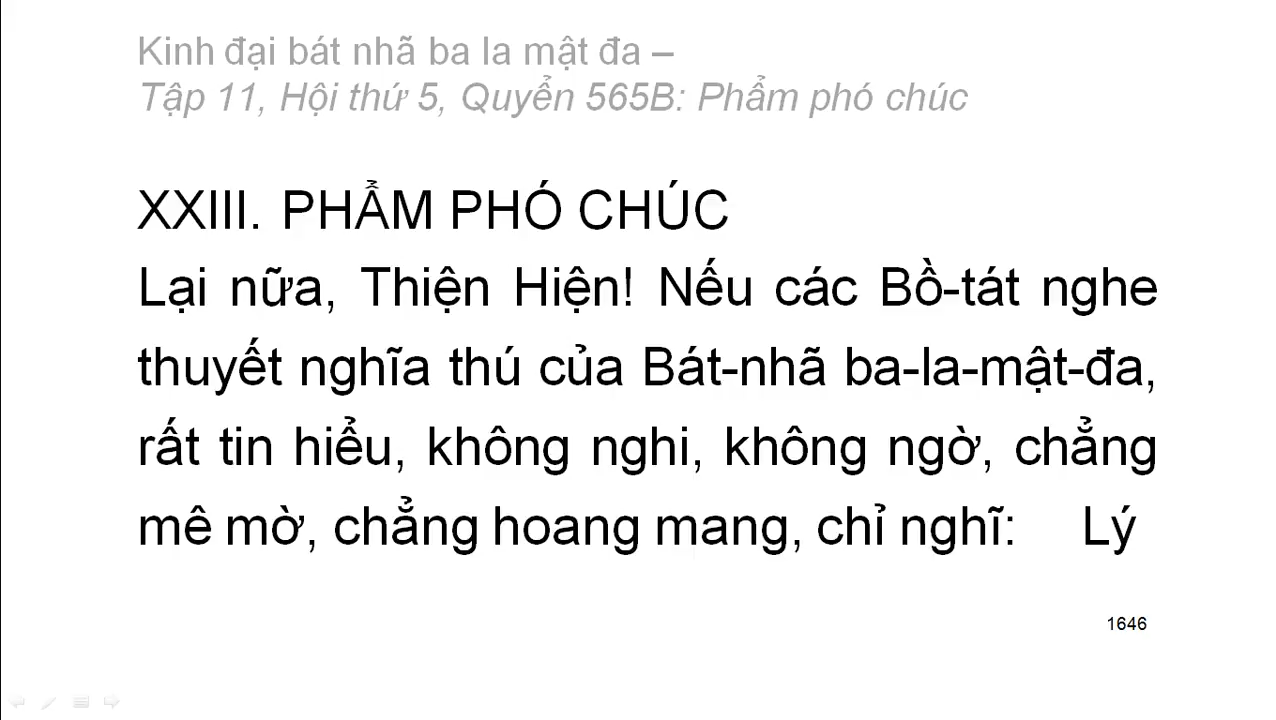 Kinh đại bát nhã ba la mật đa –
Tập 11, Hội thứ 5, Quyển 565B: Phẩm phó chúc
XXIII. PHẨM PHÓ CHÚC
Lại nữa, Thiện Hiện! Nếu các Bồ-tát nghe
thuyết nghĩa thú của Bát-nhã ba-la-mật-đa,
rất tin hiểu, không nghi, không ngờ, chẳng
mê mờ, chẳng hoang mang, chỉ nghĩ: Lý
1646